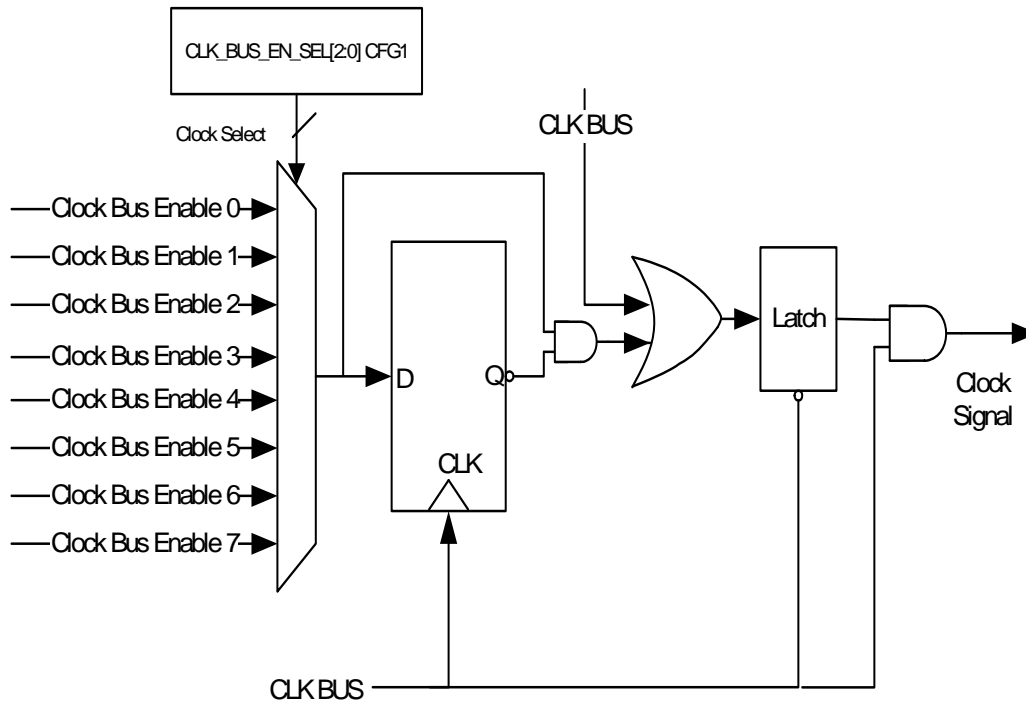 CLK_BUS_EN_SEL[2:0] CFG1
Clock Select
CLK BUS
Clock Bus Enable 0
Clock Bus Enable 1
Clock Bus Enable 2
Clock Bus Enable 3
Clock Bus Enable 4
Clock Bus Enable 5
Clock Bus Enable 6
Clock Bus Enable 7
D
Q
CLK
Latch
Clock
Signal
CLK BUS